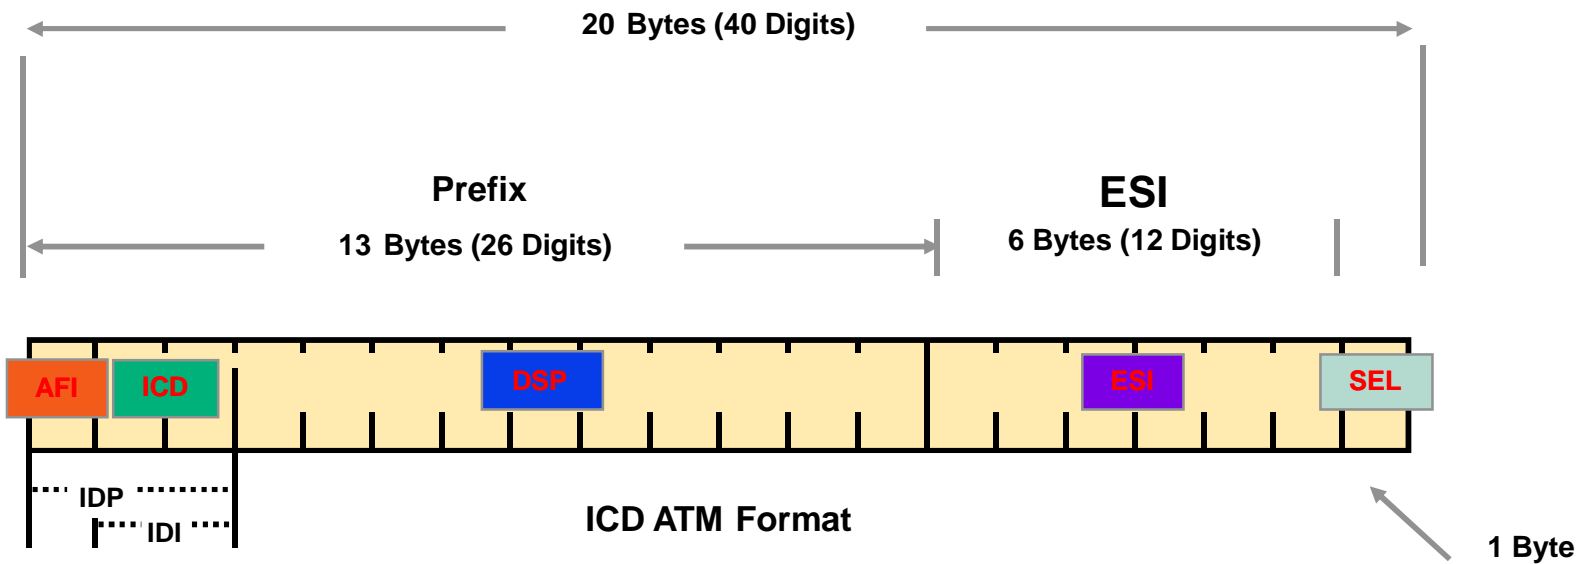 20 Bytes (40 Digits)
Prefix
ESI
13 Bytes (26 Digits)
6 Bytes (12 Digits)
AFI
ICD
DSP
ESI
SEL
IDP
IDI
ICD ATM Format
1 Byte